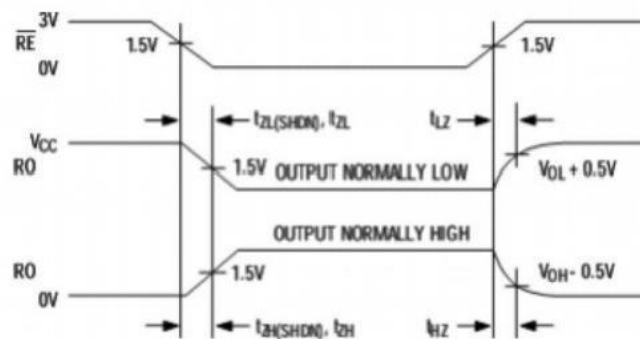 3V
RE
1.5V
1.5V
0V
tZL(SHDN), tZL
tLZ
VCC
RO
1.5V
OUTPUT NORMALLY LOW
VOL + 0.5V
OUTPUT NORMALLY HIGH
RO
1.5V
VOH - 0.5V
0V
tZH(SHDN), tZH
tHZ